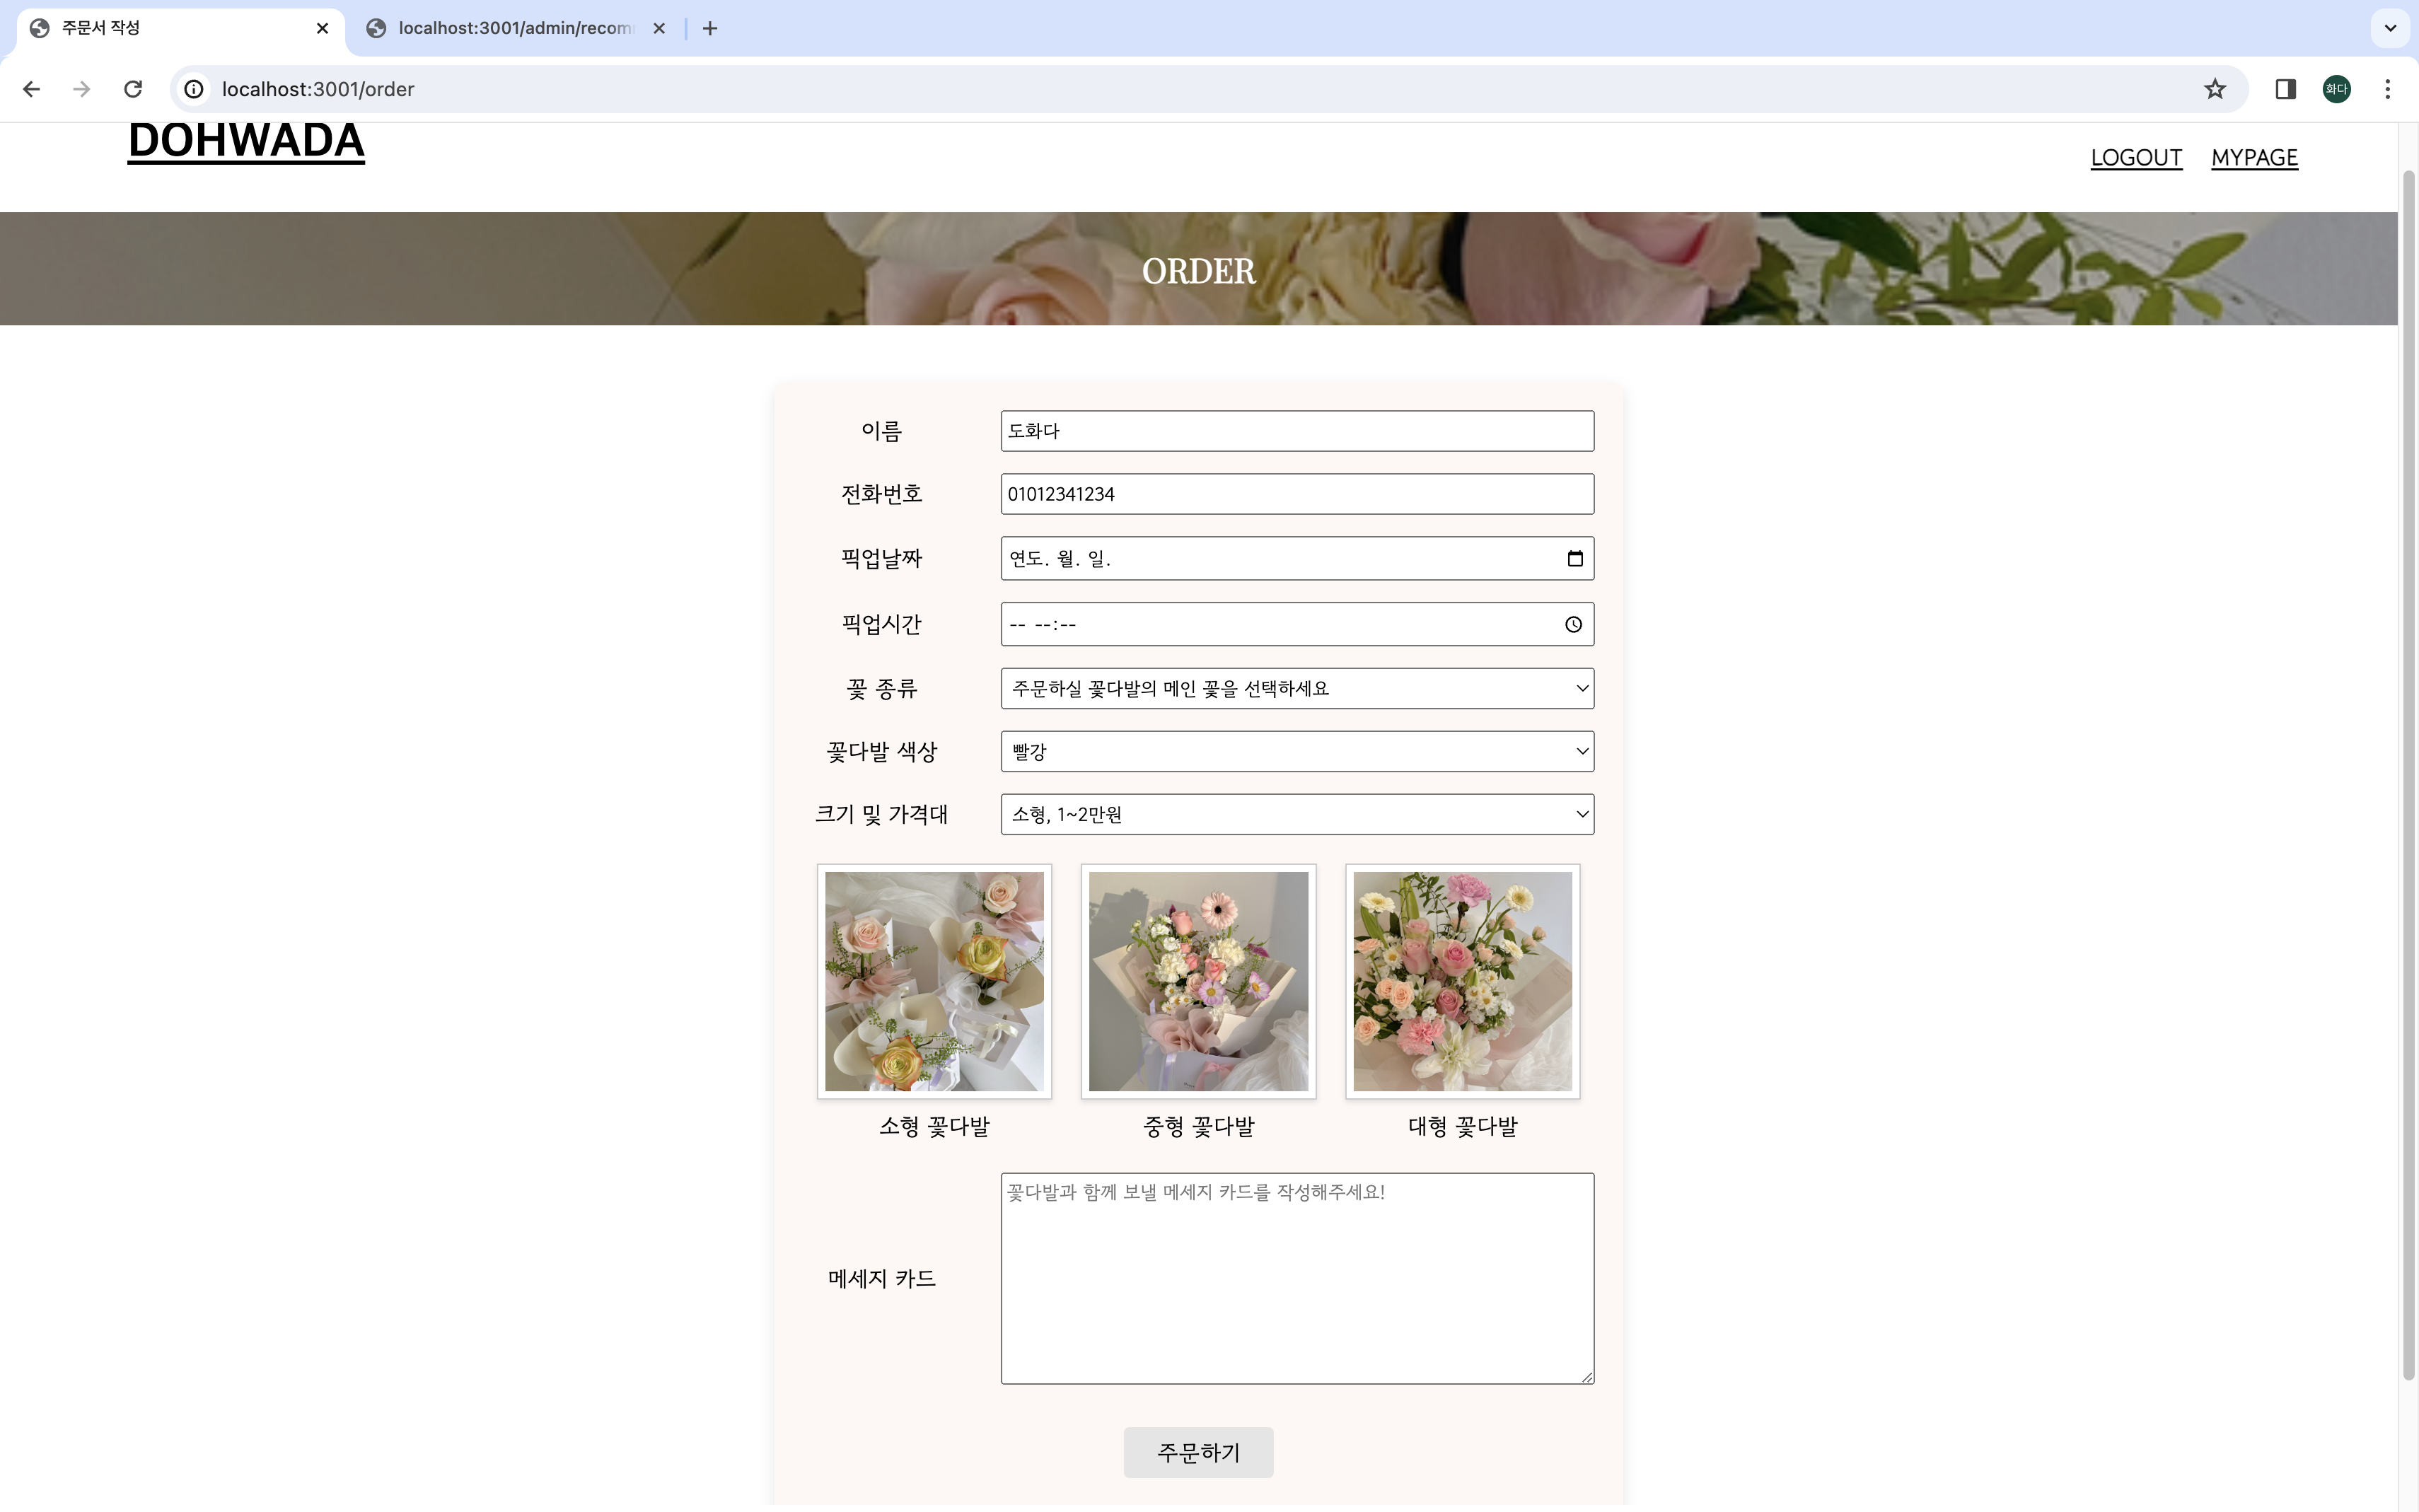 주문서 작성
localhost:3001/admin/recom
localhost:3001/order
화다
DOHWADA
LOGOUT MYPAGE
ORDER
이름 도화다
전화번호 01012341234
픽업날짜 연도. 월. 일.
픽업시간 -- --:--
꽃 종류 주문하실 꽃다발의 메인 꽃을 선택하세요
꽃다발 색상 빨강
크기 및 가격대 소형, 1~2만원
소형 꽃다발 중형 꽃다발 대형 꽃다발
꽃다발과 함께 보낼 메세지 카드를 작성해주세요!
메세지 카드
주문하기